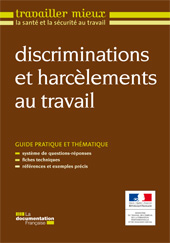 travailler mieux
la santé et la sécurité au travail
discriminations
et harcèlements
au travail
GUIDE PRATIQUE ET THÉMATIQUE
système de questions-réponses
fiches techniques
références et exemples précis
La
documentation
Française